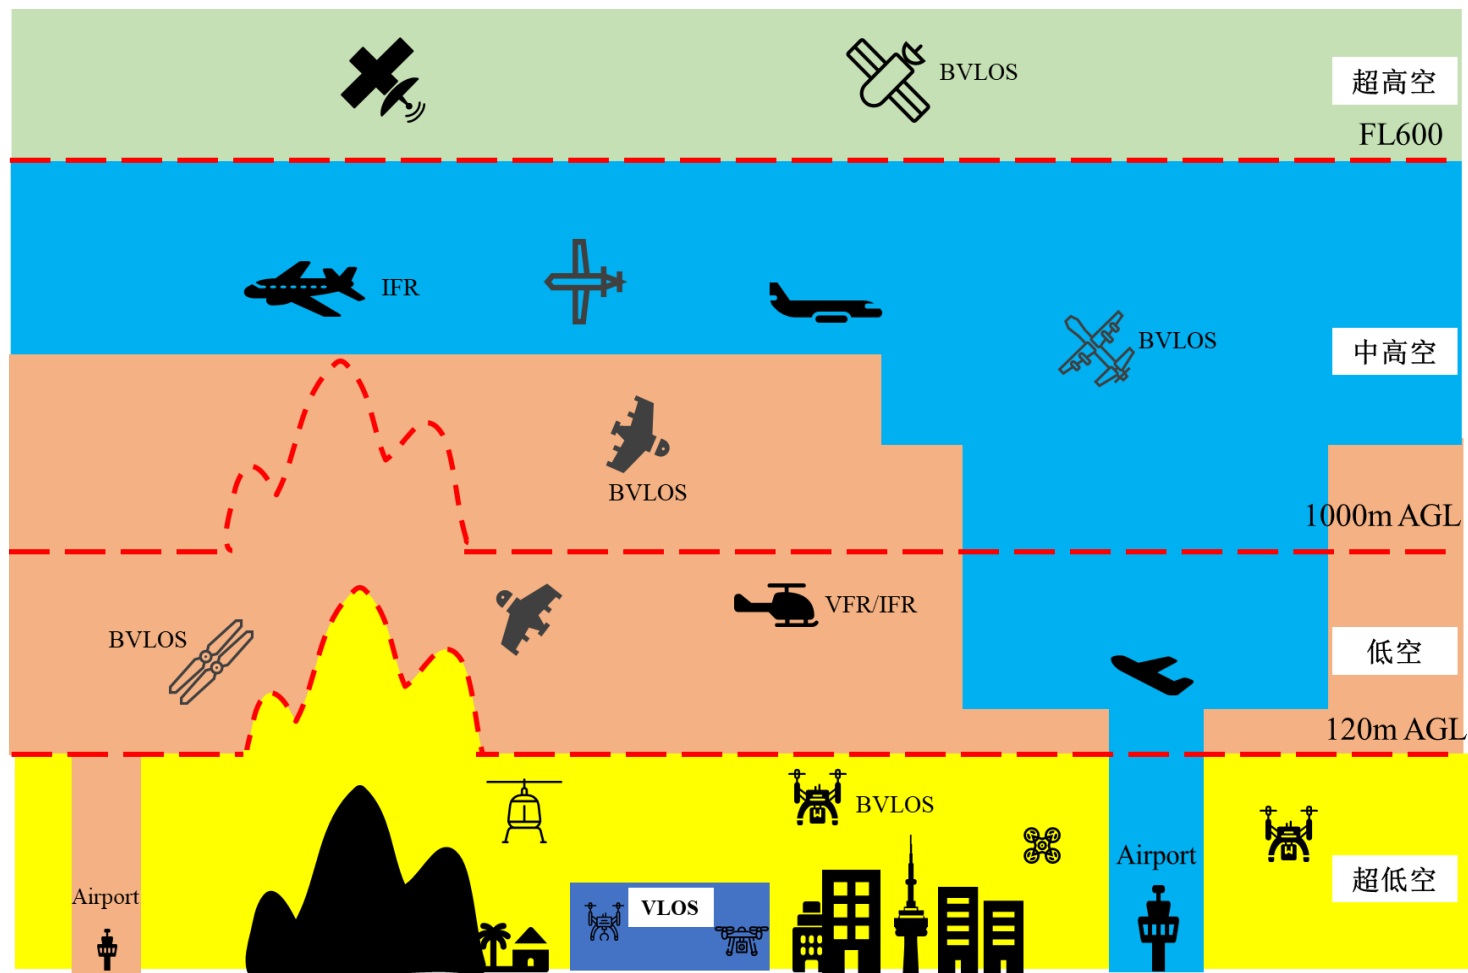 BVLOS
超高空
FL600
IFR
BVLOS
中高空
BVLOS
1000m AGL
VFR/IFR
BVLOS
低空
120m AGL
BVLOS
Airport
Airport
超低空
VLOS